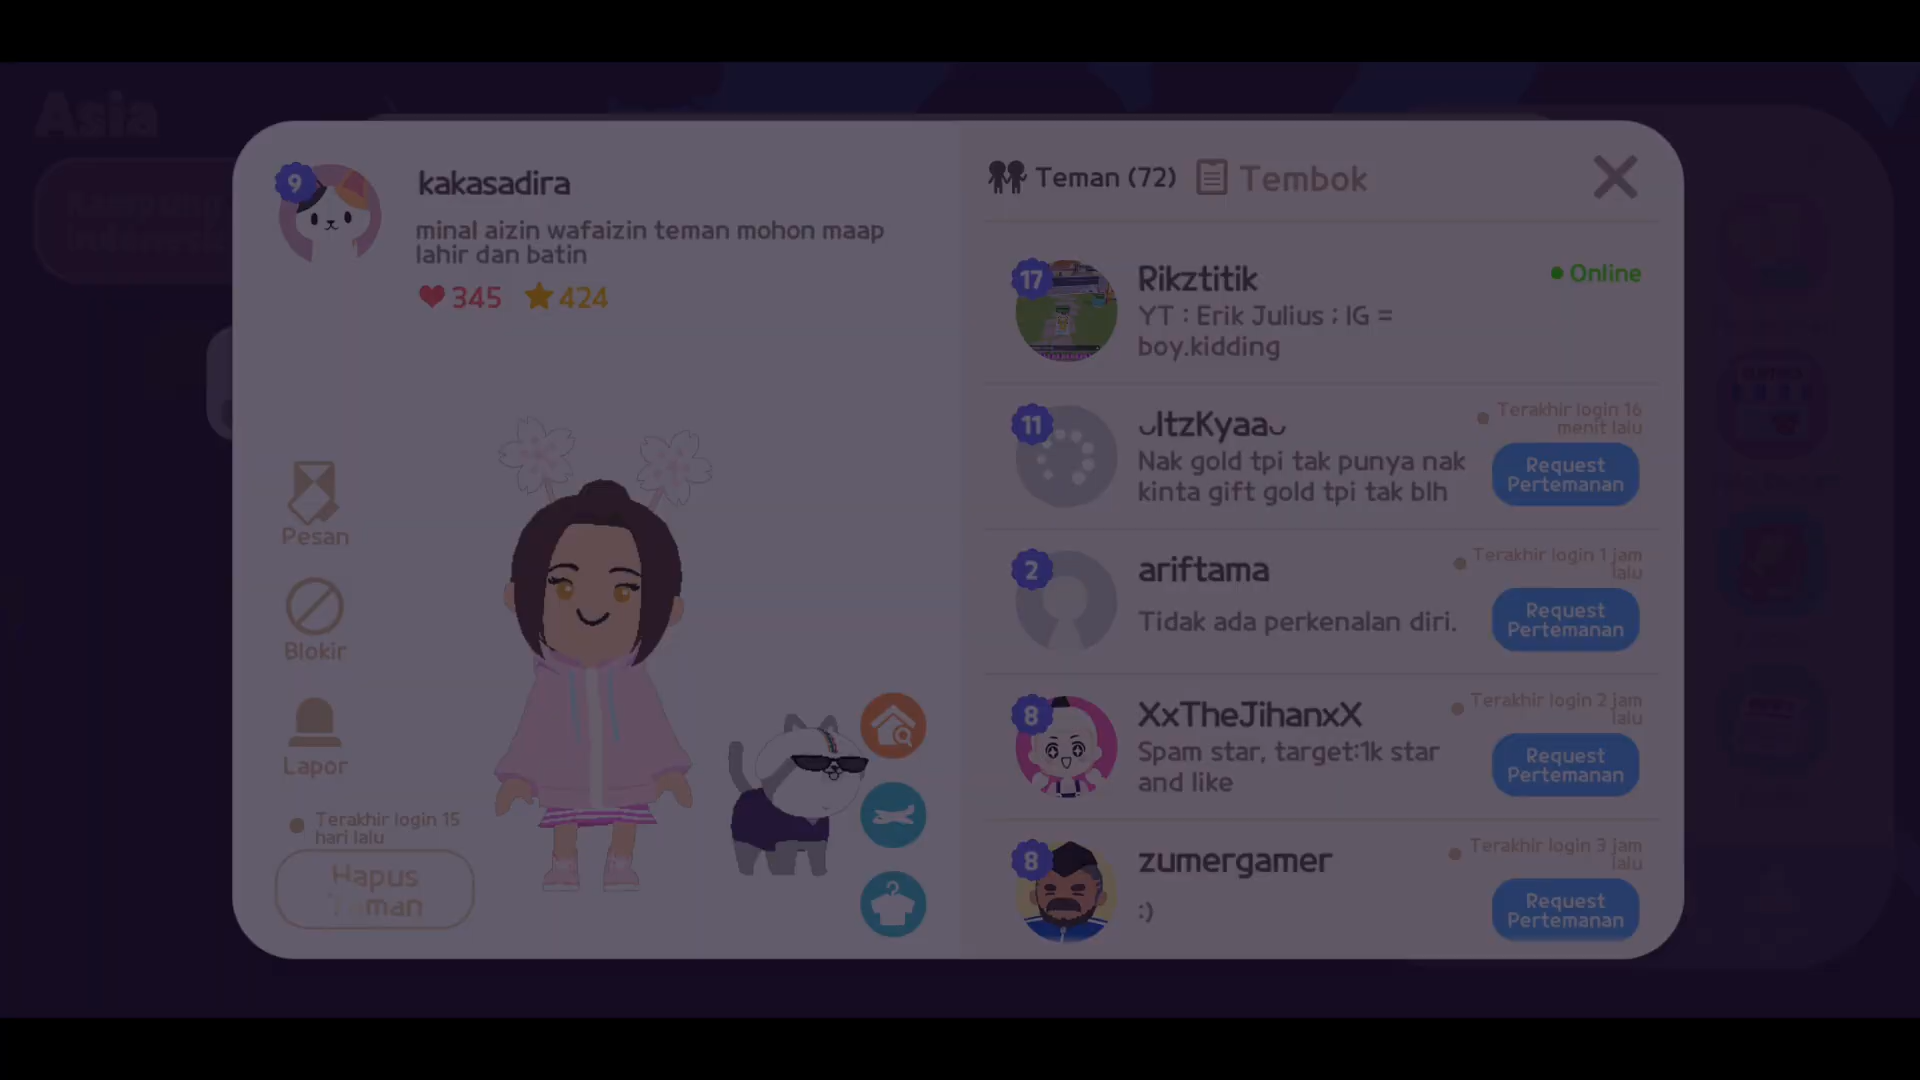 Asia
9
kakasadira
minal aizin wafaizin teman mohon maap
lahir dan batin
345 424
Pesan
Blokir
Lapor
Terakhir login 15
hari lalu
Hapus
Teman
Teman (72) Tembok
17
Rikztitik
Online
YT : Erik Julius ; IG =
boy.kidding
11
ᴗItzKyaaᴗ
Terakhir login 16
menit lalu
Nak gold tpi tak punya nak
kinta gift gold tpi tak blh
Request
Pertemanan
2
ariftama
Terakhir login 1 jam
lalu
Tidak ada perkenalan diri.
Request
Pertemanan
8
XxTheJihanxX
Terakhir login 2 jam
lalu
Spam star, target:1k star
and like
Request
Pertemanan
8
zumergamer
Terakhir login 3 jam
lalu
:)
Request
Pertemanan